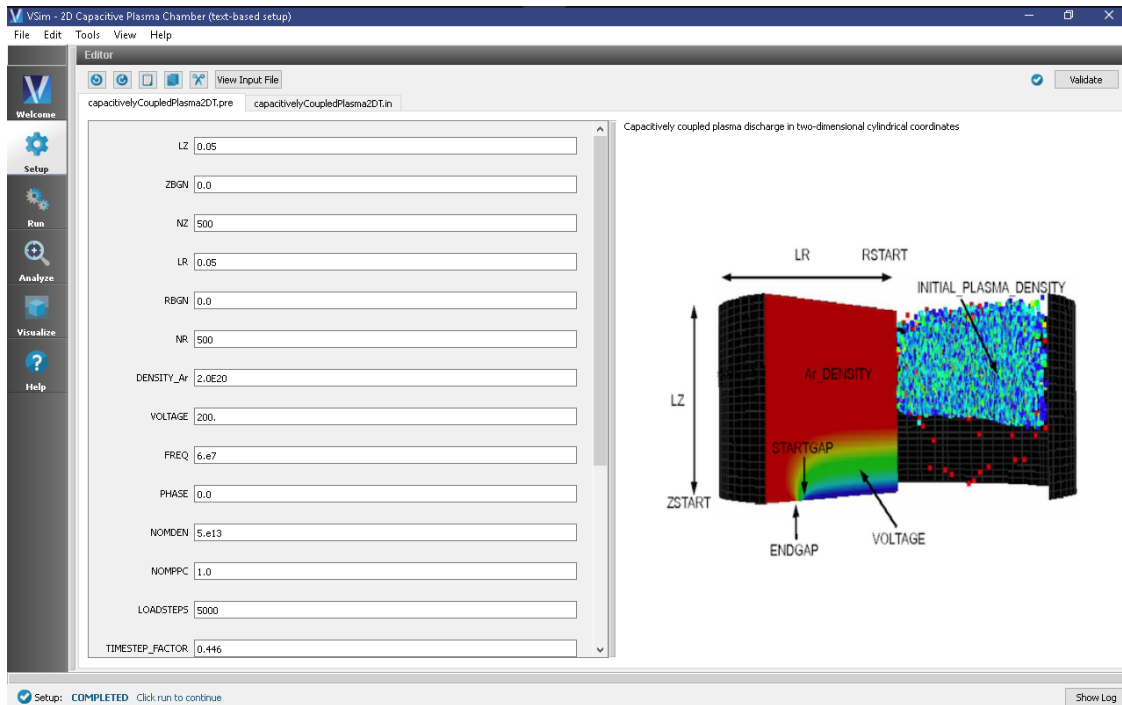 VSim - 2D Capacitive Plasma Chamber (text-based setup)
File Edit Tools View Help
Editor
View Input File
Validate
capacitivelyCoupledPlasma2DT.pre
capacitivelyCoupledPlasma2DT.in
Welcome
Setup
Run
Analyze
Visualize
Help
LZ 0.05
ZBGN 0.0
NZ 500
LR 0.05
RBGN 0.0
NR 500
DENSITY_Ar 2.0E20
VOLTAGE 200.
FREQ 6.e7
PHASE 0.0
NOMDEN 5.e13
NOMPPC 1.0
LOADSTEPS 5000
TIMESTEP_FACTOR 0.446
Capacitively coupled plasma discharge in two-dimensional cylindrical coordinates
LR
RSTART
INITIAL_PLASMA_DENSITY
Ar_DENSITY
LZ
STARTGAP
ZSTART
VOLTAGE
ENDGAP
Setup: COMPLETED Click run to continue
Show Log